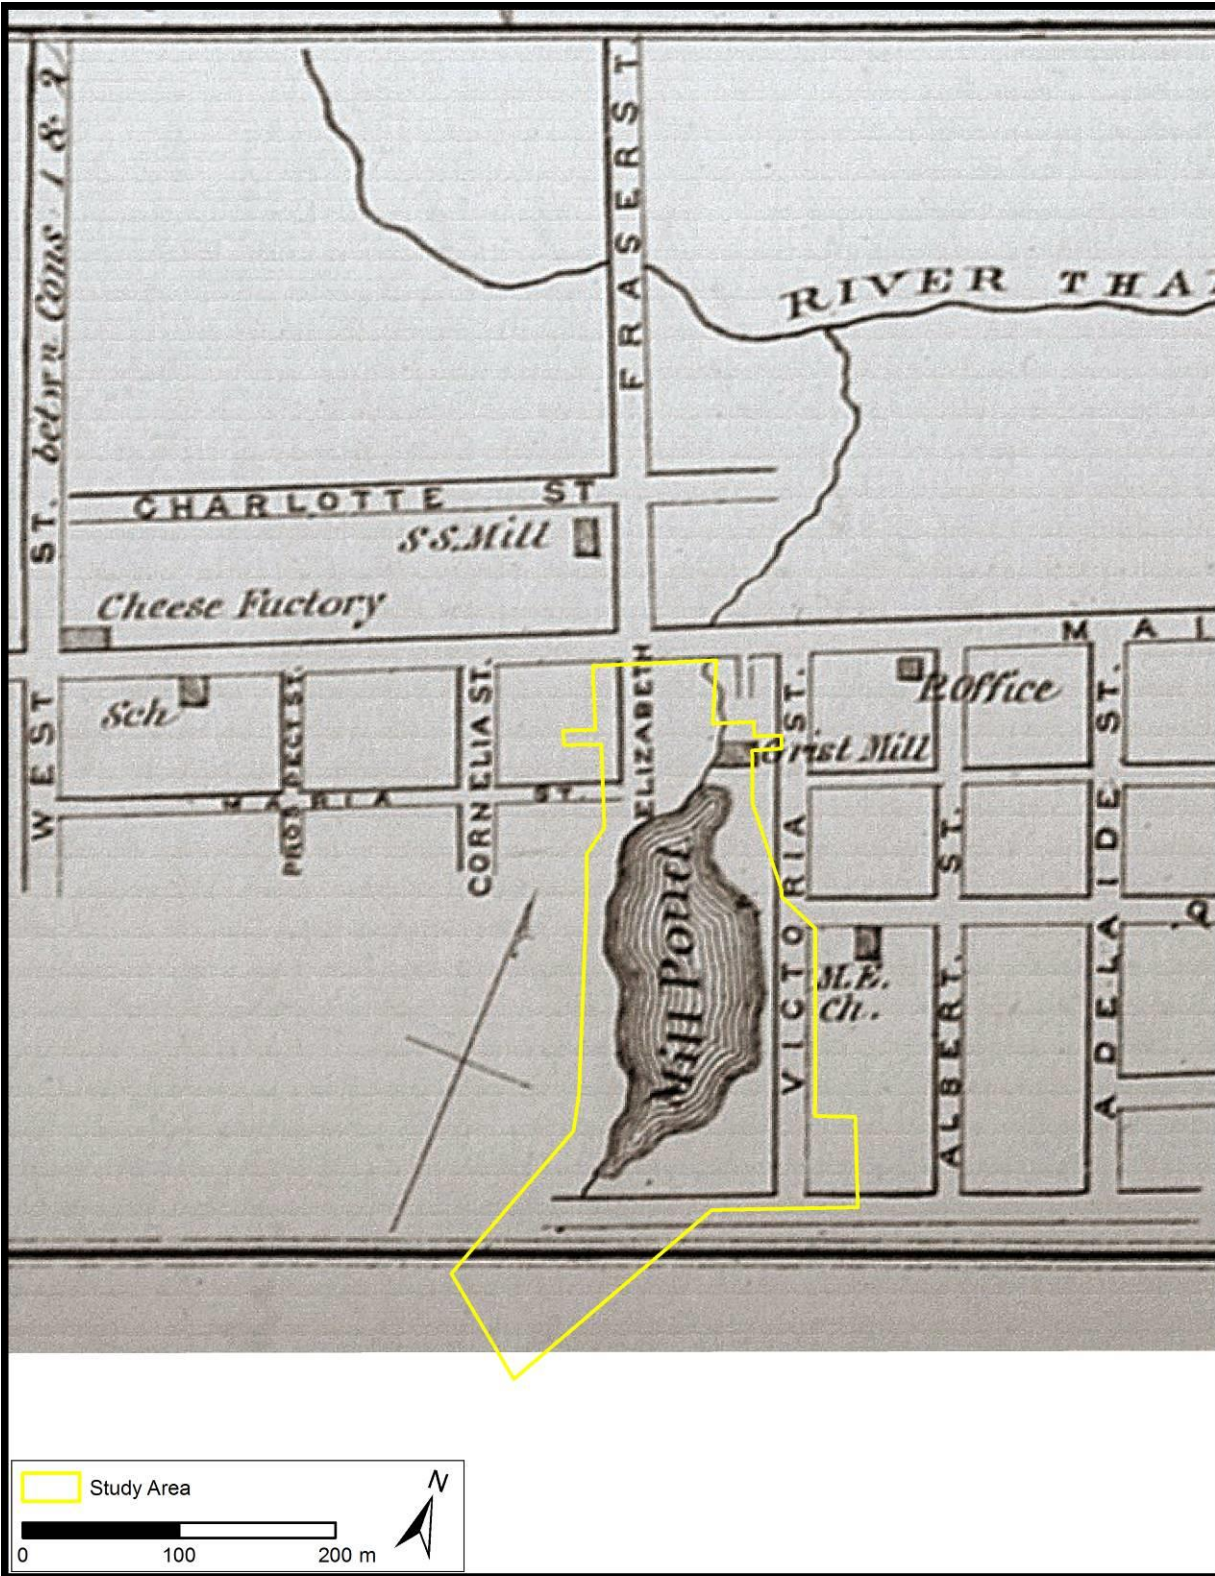 ST. betwn Cons. 1 & 2
FRASER ST
RIVER THA
CHARLOTTE ST
S.S. Mill
Cheese Factory
MAI
WEST
Sch
PROSPECT ST.
CORNELIA ST.
ELIZABETH
MARIA ST.
P. Office
Grist Mill
VICTORIA ST.
ALBERT. ST.
ADELAIDE ST.
Q
Mill Pond
M.E.
Ch.
Study Area
N
0 100 200 m